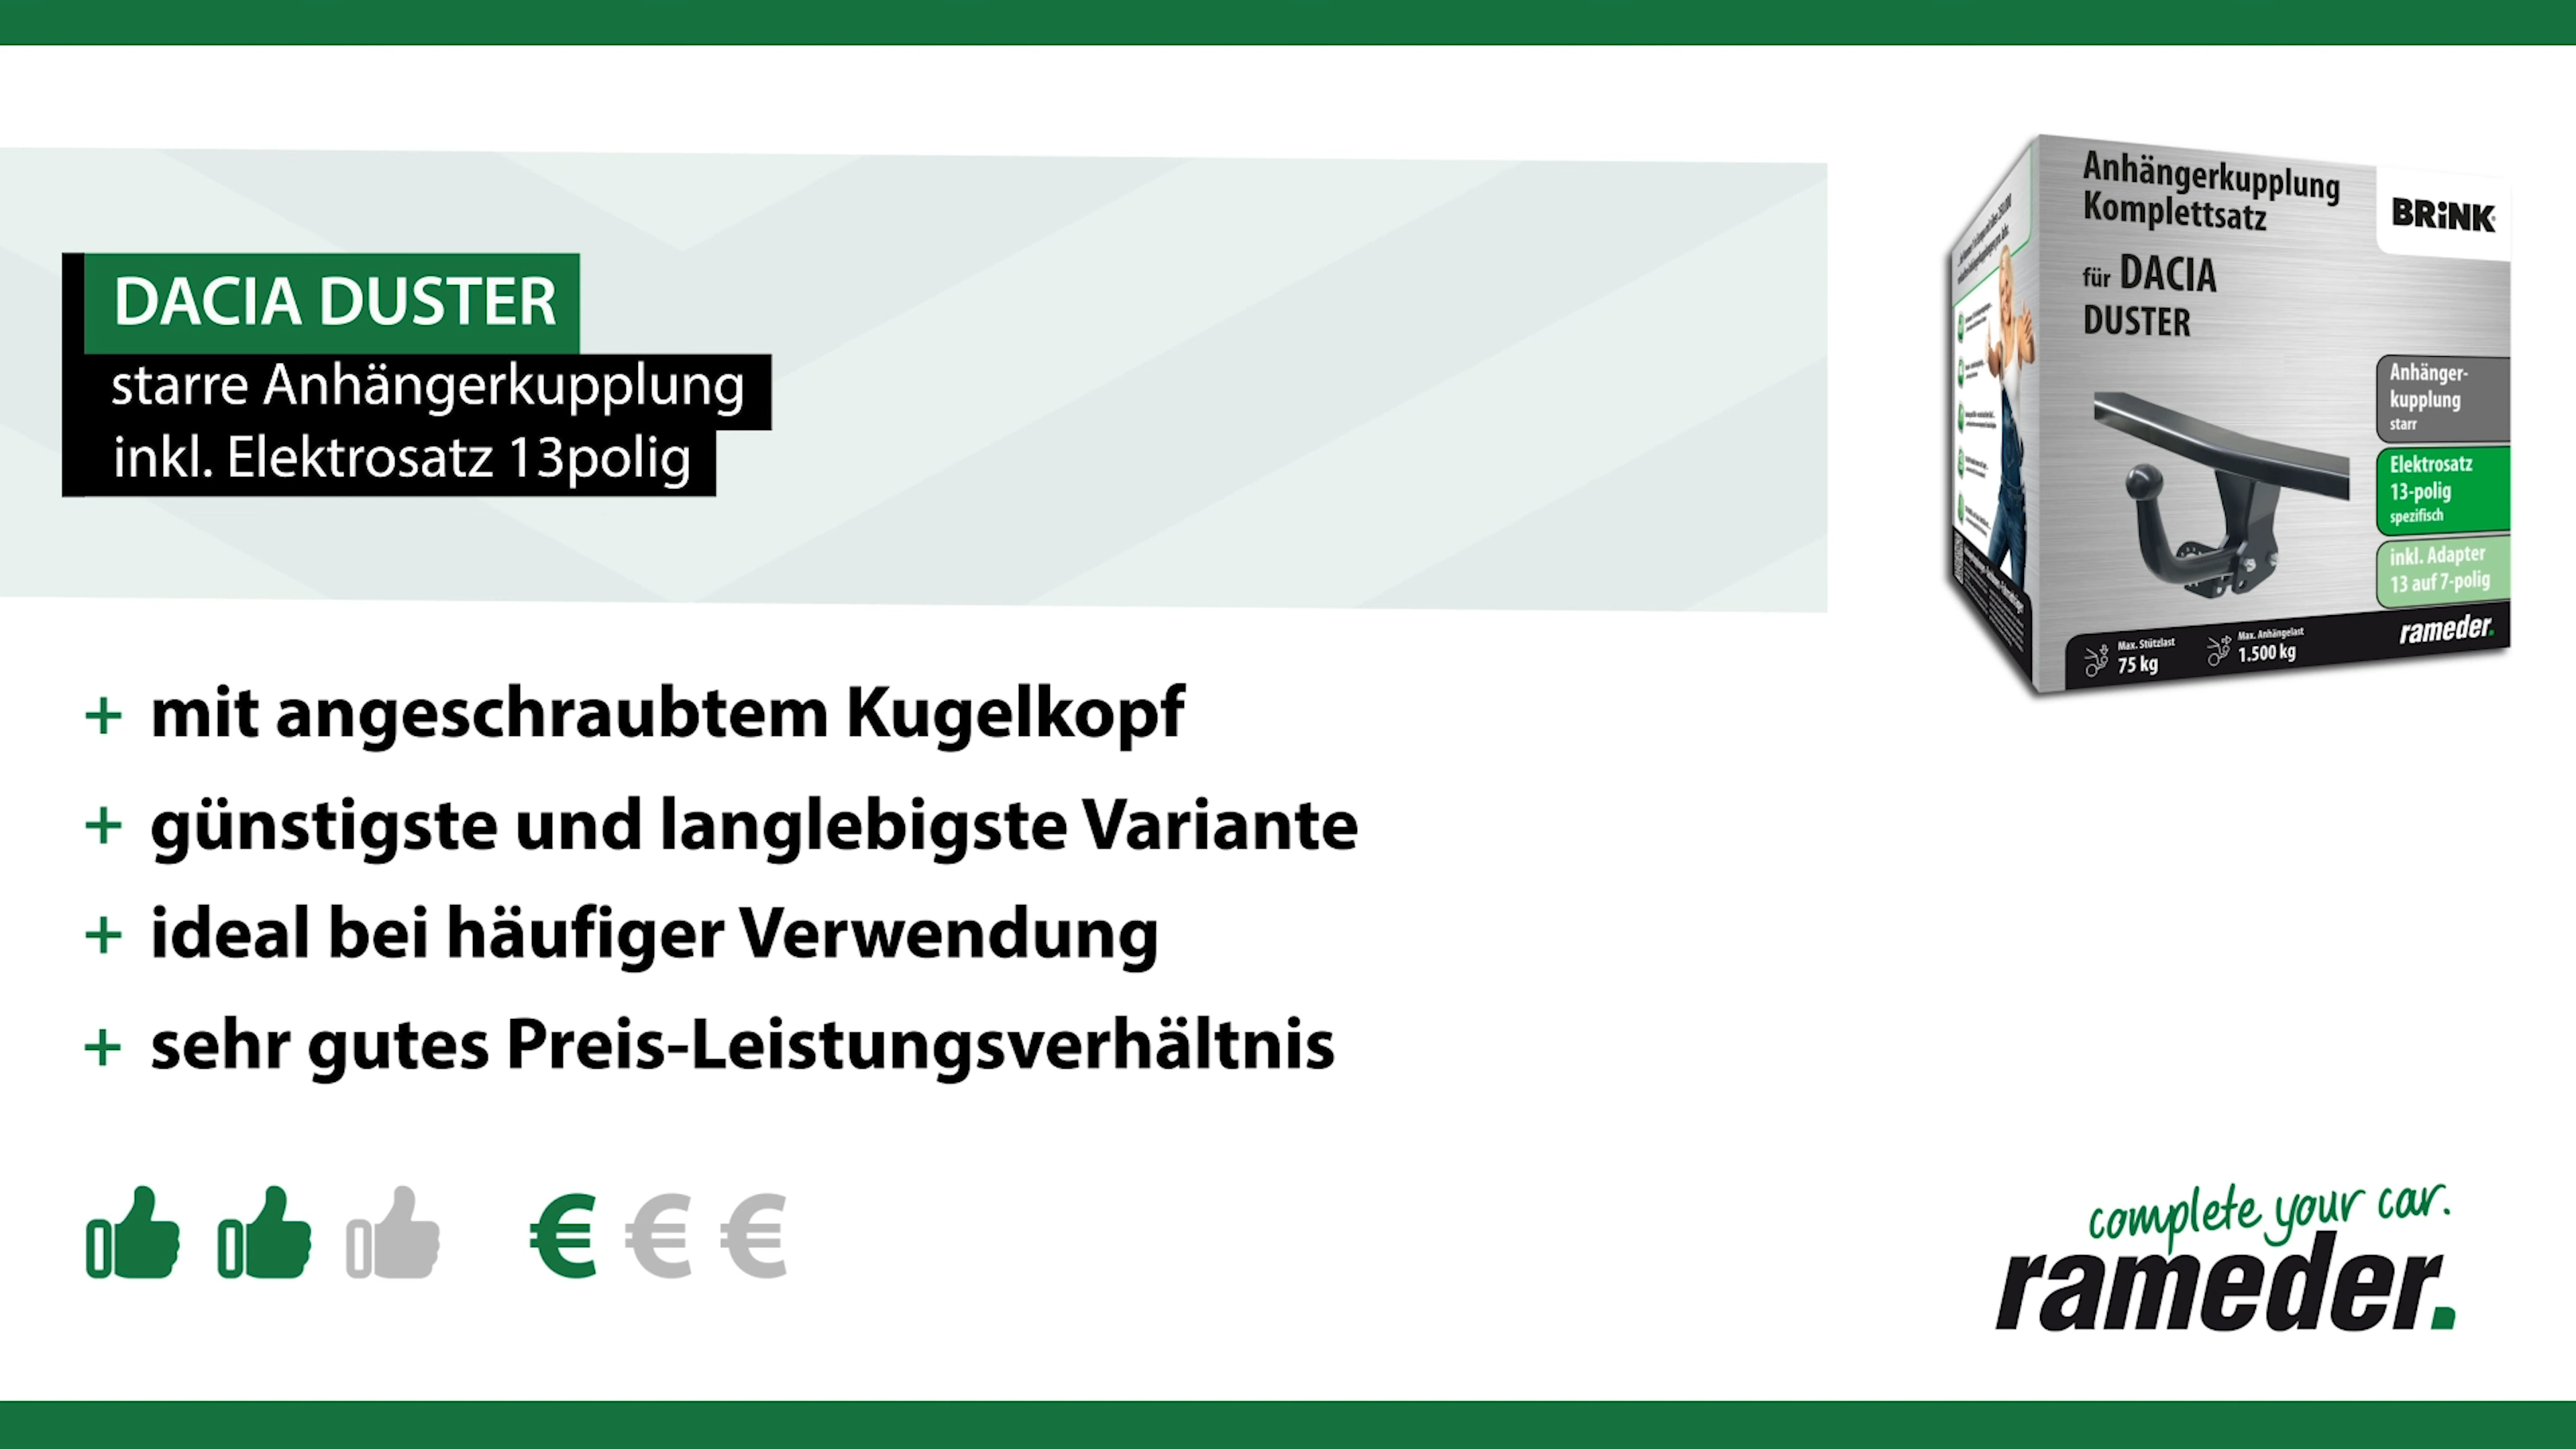 DACIA DUSTER
starre Anhängerkupplung
inkl. Elektrosatz 13polig
+ mit angeschraubtem Kugelkopf
+ günstigste und langlebigste Variante
+ ideal bei häufiger Verwendung
+ sehr gutes Preis-Leistungsverhältnis
€ € €
Anhängerkupplung
Komplettsatz
für DACIA
DUSTER
BRiNK
Anhänger-
kupplung
starr
Elektrosatz
13-polig
spezifisch
inkl. Adapter
13 auf 7-polig
Max. Stützlast
75 kg
Max. Anhängelast
1.500 kg
rameder.
complete your car.
rameder.